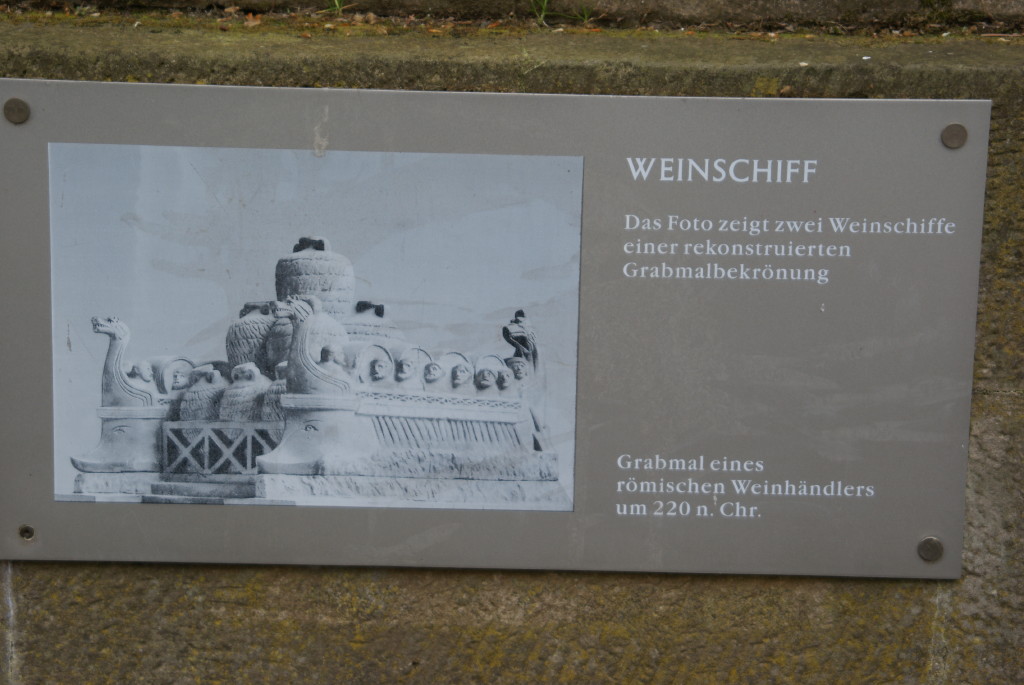 WEINSCHIFF
Das Foto zeigt zwei Weinschiffe
einer rekonstruierten
Grabmalbekrönung
Grabmal eines
römischen Weinhändlers
um 220 n. Chr.